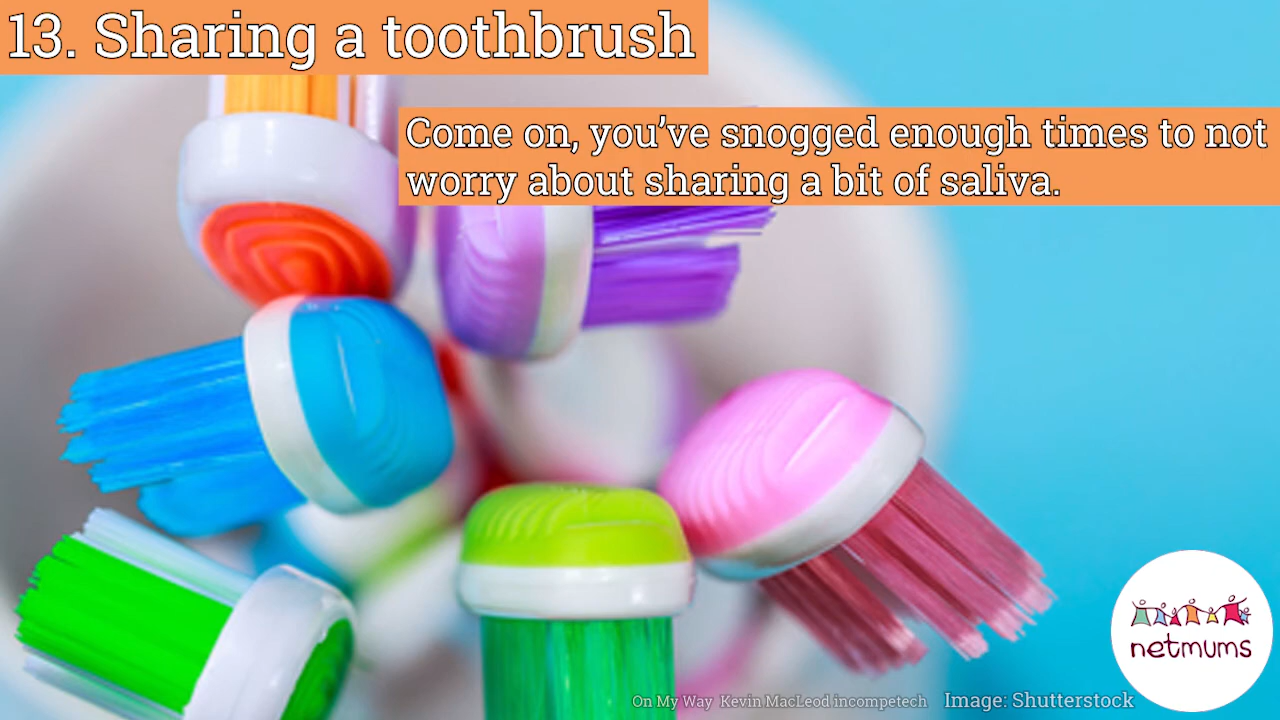 13. Sharing a toothbrush
Come on, you’ve snogged enough times to not
worry about sharing a bit of saliva.
netmums
On My Way Kevin MacLeod incompetech Image: Shutterstock